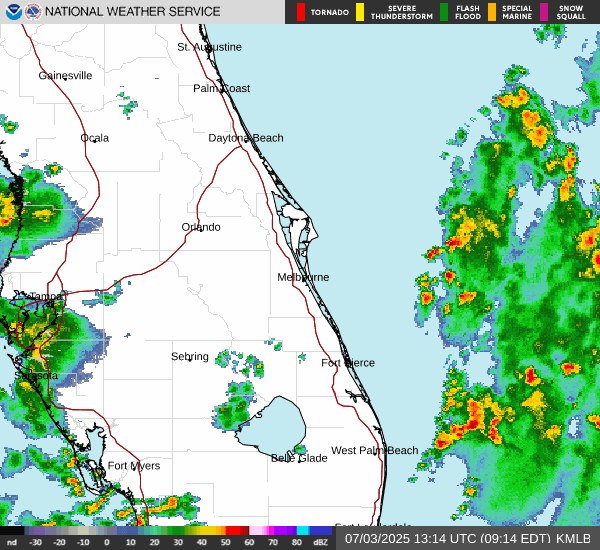 NATIONAL WEATHER SERVICE
TORNADO
SEVERE
THUNDERSTORM
FLASH
FLOOD
SPECIAL
MARINE
SNOW
SQUALL
St. Augustine
Gainesville
Palm Coast
Ocala
Daytona Beach
Orlando
Melbourne
Tampa
Sebring
Fort Pierce
Sarasota
West Palm Beach
Belle Glade
Fort Myers
nd -30 -20 -10 0 10 20 30 40 50 60 70 80 dBZ
07/03/2025 13:14 UTC (09:14 EDT) KMLB